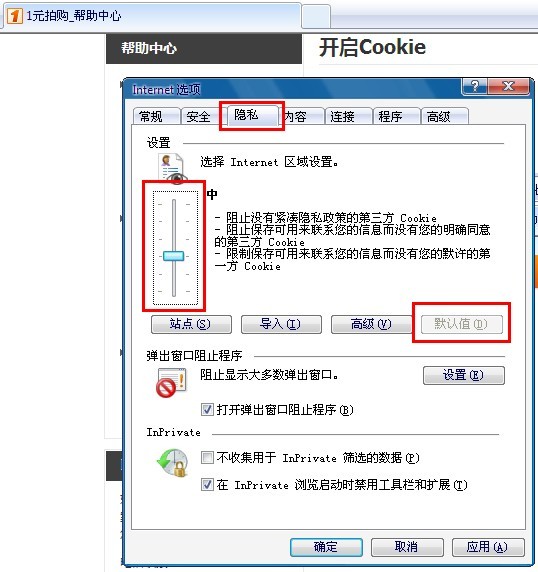 1元拍购_帮助中心
帮助中心
开启Cookie
Internet 选项
常规
安全
隐私
内容
连接
程序
高级
设置
选择 Internet 区域设置。
中
- 阻止没有紧凑隐私政策的第三方 Cookie
- 阻止保存可用来联系您的信息而没有您的明确同意
的第三方 Cookie
- 限制保存可用来联系您的信息而没有您的默许的第
一方 Cookie
站点(S)
导入(I)
高级(V)
默认值(D)
弹出窗口阻止程序
阻止显示大多数弹出窗口。
设置(E)
打开弹出窗口阻止程序(B)
InPrivate
不收集用于 InPrivate 筛选的数据(P)
在 InPrivate 浏览启动时禁用工具栏和扩展(T)
确定
取消
应用(A)